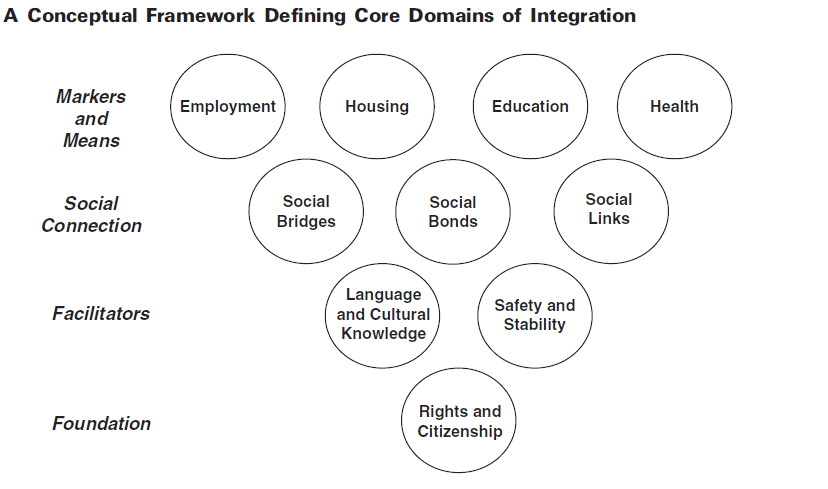 A Conceptual Framework Defining Core Domains of Integration
Markers
and
Means
Employment
Housing
Education
Health
Social
Connection
Social
Bridges
Social
Bonds
Social
Links
Facilitators
Language
and Cultural
Knowledge
Safety and
Stability
Foundation
Rights and
Citizenship